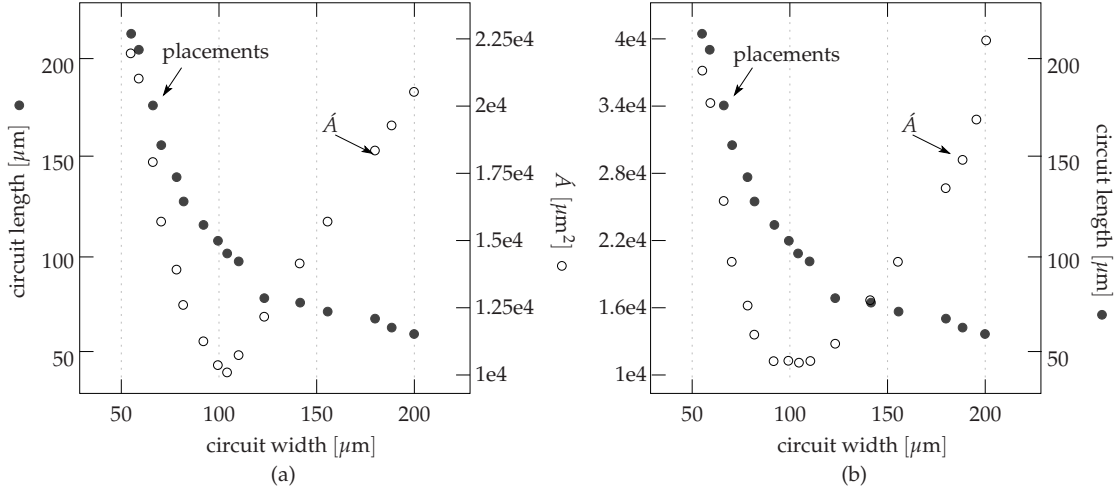 200
150
100
50
circuit length [µm]
placements
Á
2.25e4
2e4
1.75e4
1.5e4
1.25e4
1e4
Á [µm²]
50 100 150 200
circuit width [µm]
(a)
4e4
3.4e4
2.8e4
2.2e4
1.6e4
1e4
placements
Á
200
150
100
50
circuit length [µm]
50 100 150 200
circuit width [µm]
(b)